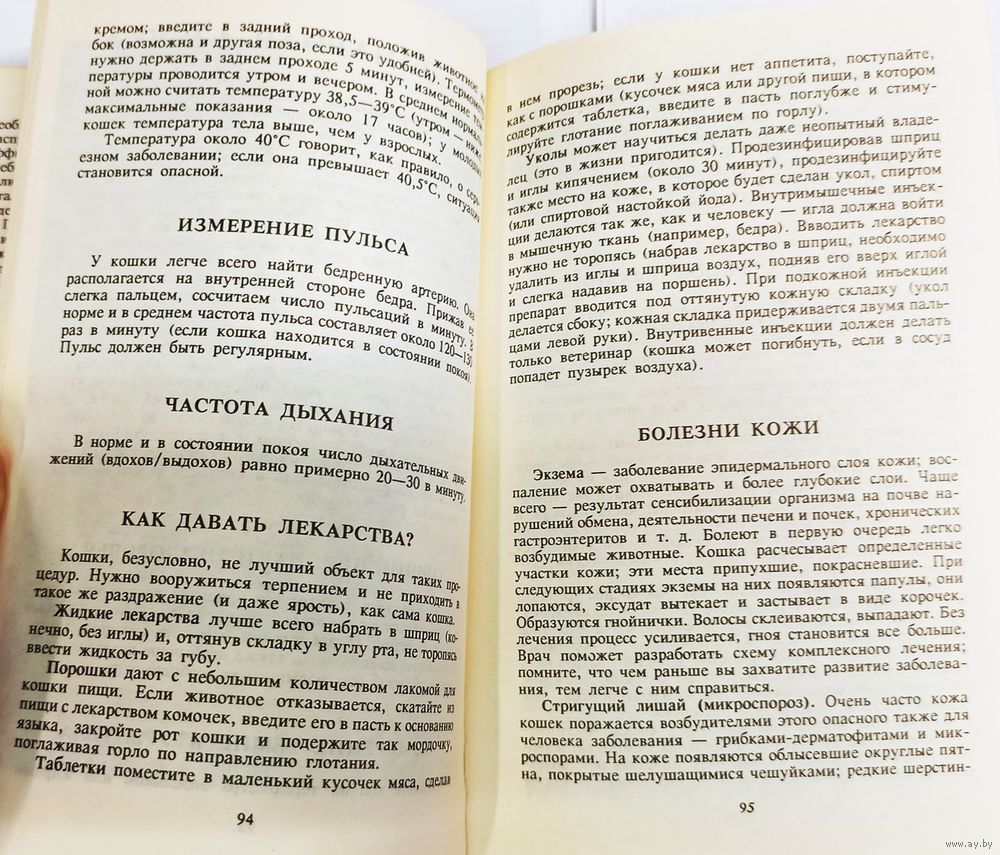 кремом; введите в задний проход, положив животное на
бок (возможна и другая поза, если это удобней). Термометр
нужно держать в заднем проходе 5 минут, измерение тем-
пературы проводится утром и вечером. В среднем нормаль-
ной можно считать температуру 38,5—39°С (утром — ниже,
максимальные показания — около 17 часов); у молодых
кошек температура тела выше, чем у взрослых.
Температура около 40°С говорит, как правило, о серь-
езном заболевании; если она превышает 40,5°С, ситуация
становится опасной.
ИЗМЕРЕНИЕ ПУЛЬСА
У кошки легче всего найти бедренную артерию. Она
располагается на внутренней стороне бедра. Прижав ее
слегка пальцем, сосчитаем число пульсаций в минуту. В
норме и в среднем частота пульса составляет около 120—130
раз в минуту (если кошка находится в состоянии покоя).
Пульс должен быть регулярным.
ЧАСТОТА ДЫХАНИЯ
В норме и в состоянии покоя число дыхательных дви-
жений (вдохов/выдохов) равно примерно 20—30 в минуту.
КАК ДАВАТЬ ЛЕКАРСТВА?
Кошки, безусловно, не лучший объект для таких про-
цедур. Нужно вооружиться терпением и не приходить в
такое же раздражение (и даже ярость), как сама кошка.
Жидкие лекарства лучше всего набрать в шприц (ко-
нечно, без иглы) и, оттянув складку в углу рта, не торопясь
ввести жидкость за губу.
Порошки дают с небольшим количеством лакомой для
кошки пищи. Если животное отказывается, скатайте из
пищи с лекарством комочек, введите его в пасть к основанию
языка, закройте рот кошки и подержите так мордочку,
поглаживая горло по направлению глотания.
Таблетки поместите в маленький кусочек мяса, сделав
94
в нем прорезь; если у кошки нет аппетита, поступайте,
как с порошками (кусочек мяса или другой пищи, в котором
содержится таблетка, введите в пасть поглубже и стиму-
лируйте глотание поглаживанием по горлу).
Уколы может научиться делать даже неопытный владе-
лец (это в жизни пригодится). Продезинфицировав шприц
и иглы кипячением (около 30 минут), продезинфицируйте
также место на коже, в которое будет сделан укол, спиртом
(или спиртовой настойкой йода). Внутримышечные инъек-
ции делаются так же, как и человеку — игла должна войти
в мышечную ткань (например, бедра). Ввводить лекарство
нужно не торопясь (набрав лекарство в шприц, необходимо
удалить из иглы и шприца воздух, подняв его вверх иглой
и слегка надавив на поршень). При подкожной инъекции
препарат вводится под оттянутую кожную складку (укол
делается сбоку; кожная складка придерживается двумя паль-
цами левой руки). Внутривенные инъекции должен делать
только ветеринар (кошка может погибнуть, если в сосуд
попадет пузырек воздуха).
БОЛЕЗНИ КОЖИ
Экзема — заболевание эпидермального слоя кожи; вос-
паление может охватывать и более глубокие слои. Чаще
всего — результат сенсибилизации организма на почве на-
рушений обмена, деятельности печени и почек, хронических
гастроэнтеритов и т. д. Болеют в первую очередь легко
возбудимые животные. Кошка расчесывает определенные
участки кожи; эти места припухшие, покрасневшие. При
следующих стадиях экземы на них появляются папулы, они
лопаются, эксудат вытекает и застывает в виде корочек.
Образуются гнойнички. Волосы склеиваются, выпадают. Без
лечения процесс усиливается, гноя становится все больше.
Врач поможет разработать схему комплексного лечения;
помните, что чем раньше вы захватите развитие заболева-
ния, тем легче с ним справиться.
Стригущий лишай (микроспороз). Очень часто кожа
кошек поражается возбудителями этого опасного также для
человека заболевания — грибками-дерматофитами и мик-
роспорами. На коже появляются облысевшие округлые пят-
на, покрытые шелушащимися чешуйками; редкие шерстин-
95
www.ay.by